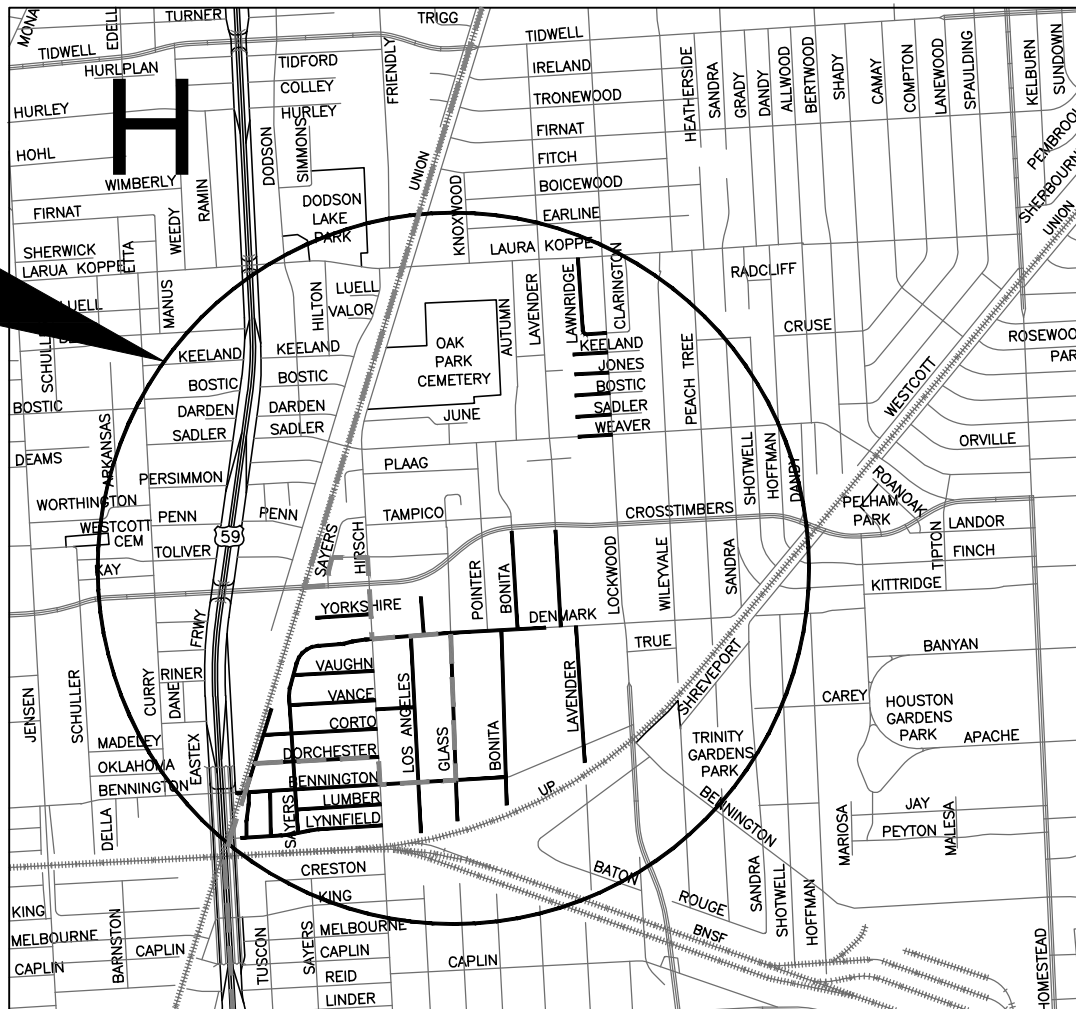 MONA
TIDWELL
EDELL
TURNER
TRIGG
TIDWELL
HURLPLAN
TIDFORD
COLLEY
HURLEY
FRIENDLY
IRELAND
TRONEWOOD
HEATHERSIDE
SANDRA
GRADY
DANDY
ALLWOOD
BERTWOOD
SHADY
CAMAY
COMPTON
LANEWOOD
SPAULDING
KELBURN
SUNDOWN
HURLEY
H
HOHL
DODSON
SIMMONS
UNION
FIRNAT
FITCH
BOICEWOOD
EARLINE
PEMBROO
SHERBOURN
UNION
WIMBERLY
FIRNAT
RAMIN
WEEDY
ETTA
SHERWICK
LARUA KOPPE
DODSON
LAKE
PARK
KNOXWOOD
LAURA KOPPE
LUELL
MANUS
HILTON
LUELL
VALOR
AUTUMN
LAVENDER
LAWNRIDGE
CLARINGTON
RADCLIFF
CRUSE
ROSEWOO
PAR
SCHULL
KEELAND
KEELAND
OAK
PARK
CEMETERY
KEELAND
JONES
BOSTIC
SADLER
WEAVER
PEACH TREE
WESTCOTT
BOSTIC
BOSTIC
BOSTIC
DARDEN
DARDEN
SADLER
SADLER
JUNE
DEAMS
ARKANSAS
PERSIMMON
PLAAG
SHOTWELL
HOFFMAN
DANDY
ORVILLE
WORTHINGTON
PENN
PENN
TAMPICO
CROSSTIMBERS
ROANOAK
PELHAM
PARK
LANDOR
WESTCOTT
CEM
TOLIVER
59
SAYERS
HIRSCH
TIPTON
FINCH
KAY
POINTER
BONITA
LOCKWOOD
WILEYVALE
SANDRA
KITTRIDGE
YORKSHIRE
DENMARK
FRWY
TRUE
BANYAN
JENSEN
SCHULLER
CURRY
DANE
RINER
VAUGHN
VANCE
CORTO
DORCHESTER
BENNINGTON
LUMBER
LYNNFIELD
LOS ANGELES
GLASS
BONITA
LAVENDER
SHREVEPORT
CAREY
HOUSTON
GARDENS
PARK
APACHE
MADELEY
OKLAHOMA
BENNINGTON
EASTEX
TRINITY
GARDENS
PARK
UP
BENNINGTON
DELLA
SAYERS
JAY
PEYTON
MARIOSA
MALESA
CRESTON
KING
BATON
ROUGE
SANDRA
SHOTWELL
HOFFMAN
KING
MELBOURNE
CAPLIN
BARNSTON
CAPLIN
TUSCON
SAYERS
MELBOURNE
CAPLIN
REID
LINDER
CAPLIN
BNSF
HOMESTEAD